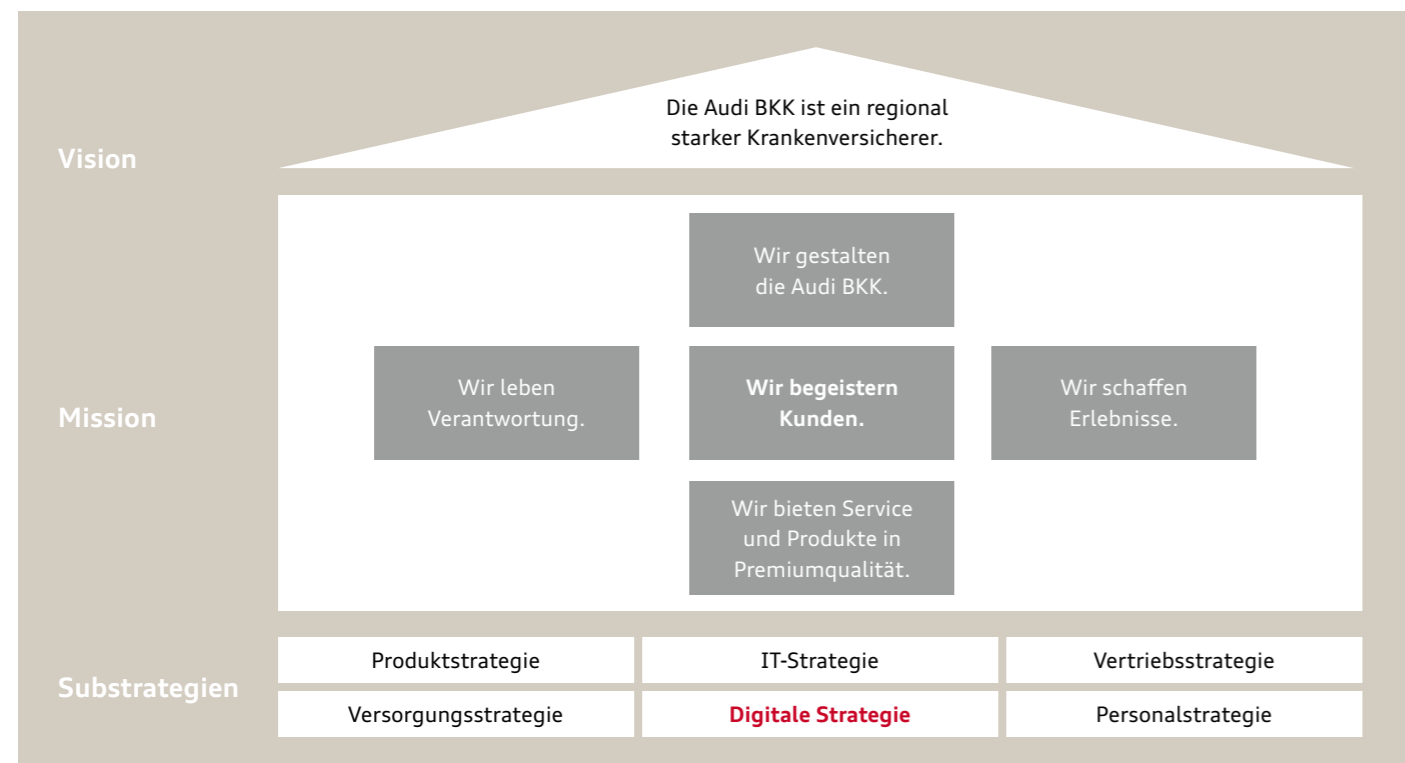 Die Audi BKK ist ein regional
starker Krankenversicherer.
Vision
Wir gestalten
die Audi BKK.
Mission
Wir leben
Verantwortung.
Wir begeistern
Kunden.
Wir schaffen
Erlebnisse.
Wir bieten Service
und Produkte in
Premiumqualität.
Substrategien
Produktstrategie
IT-Strategie
Vertriebsstrategie
Versorgungsstrategie
Digitale Strategie
Personalstrategie